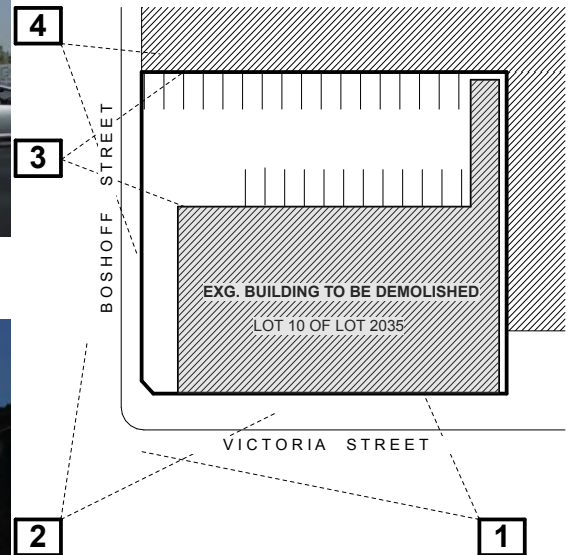 4
3
BOSHOFF STREET
EXG. BUILDING TO BE DEMOLISHED
LOT 10 OF LOT 2035
VICTORIA STREET
2
1